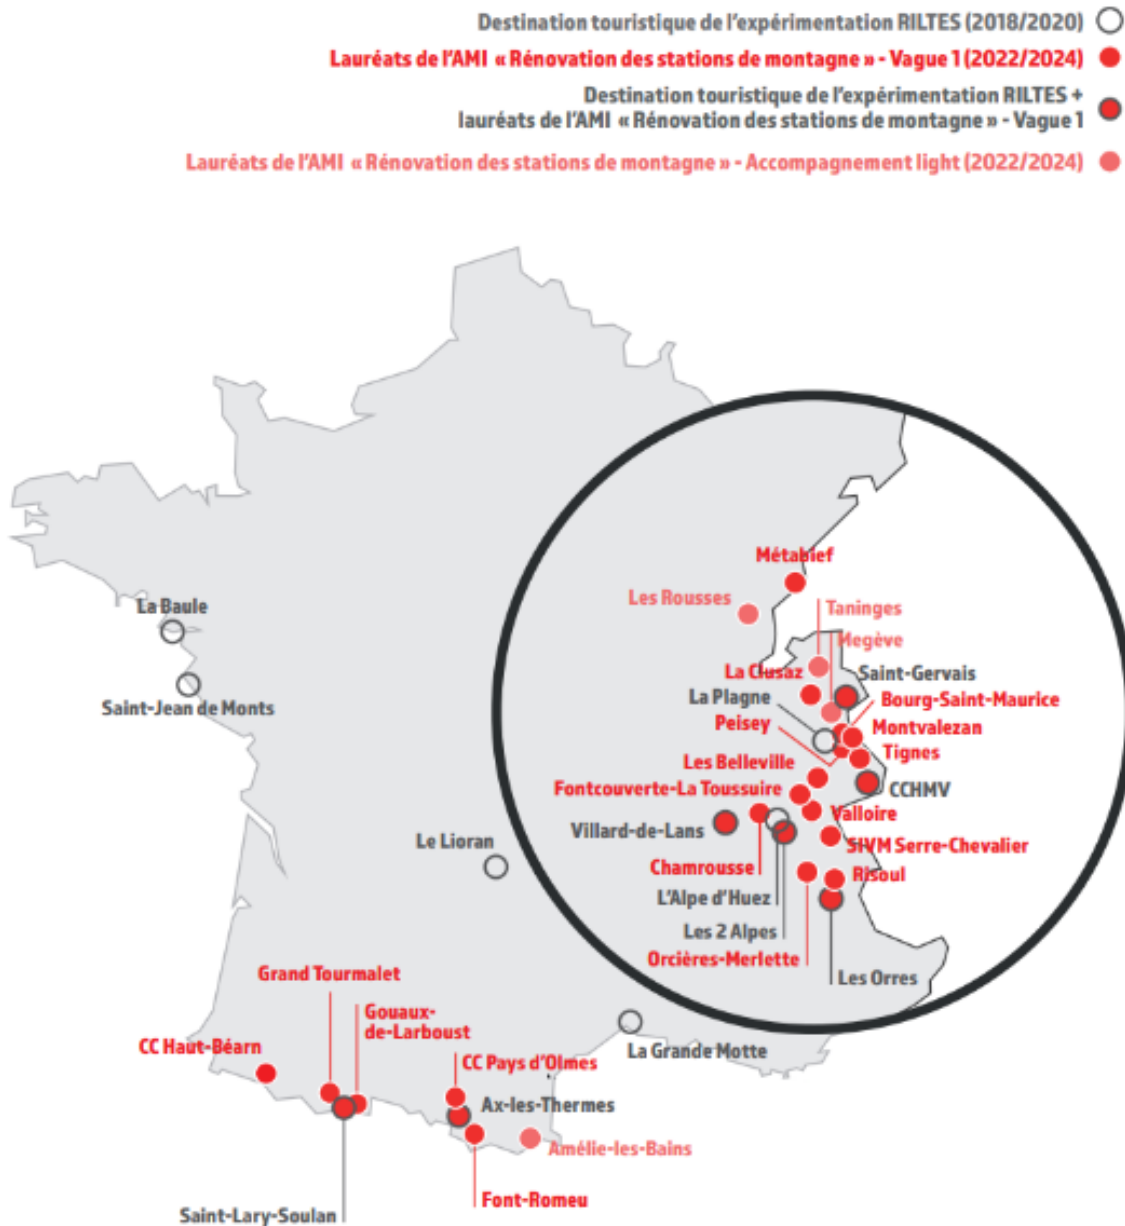 Destination touristique de l'expérimentation RILTES (2018/2020)
Lauréats de l'AMI « Rénovation des stations de montagne » - Vague 1 (2022/2024)
Destination touristique de l'expérimentation RILTES +
lauréats de l'AMI « Rénovation des stations de montagne » - Vague 1
Lauréats de l'AMI « Rénovation des stations de montagne » - Accompagnement light (2022/2024)
Métabief
Les Rousses
Taninges
La Baule
Megève
La Clusaz
Saint-Gervais
La Plagne
Bourg-Saint-Maurice
Saint-Jean de Monts
Peisey
Montvalezan
Tignes
Les Belleville
Fontcouverte-La Toussuire
CCHMV
Valloire
Villard-de-Lans
Le Lioran
SIVM Serre-Chevalier
Chamrousse
Risoul
L'Alpe d'Huez
Les 2 Alpes
Orcières-Merlette
Grand Tourmalet
Les Orres
Gouaux-
de-Larboust
CC Haut-Béarn
La Grande Motte
CC Pays d'Olmes
Ax-les-Thermes
Amélie-les-Bains
Font-Romeu
Saint-Lary-Soulan